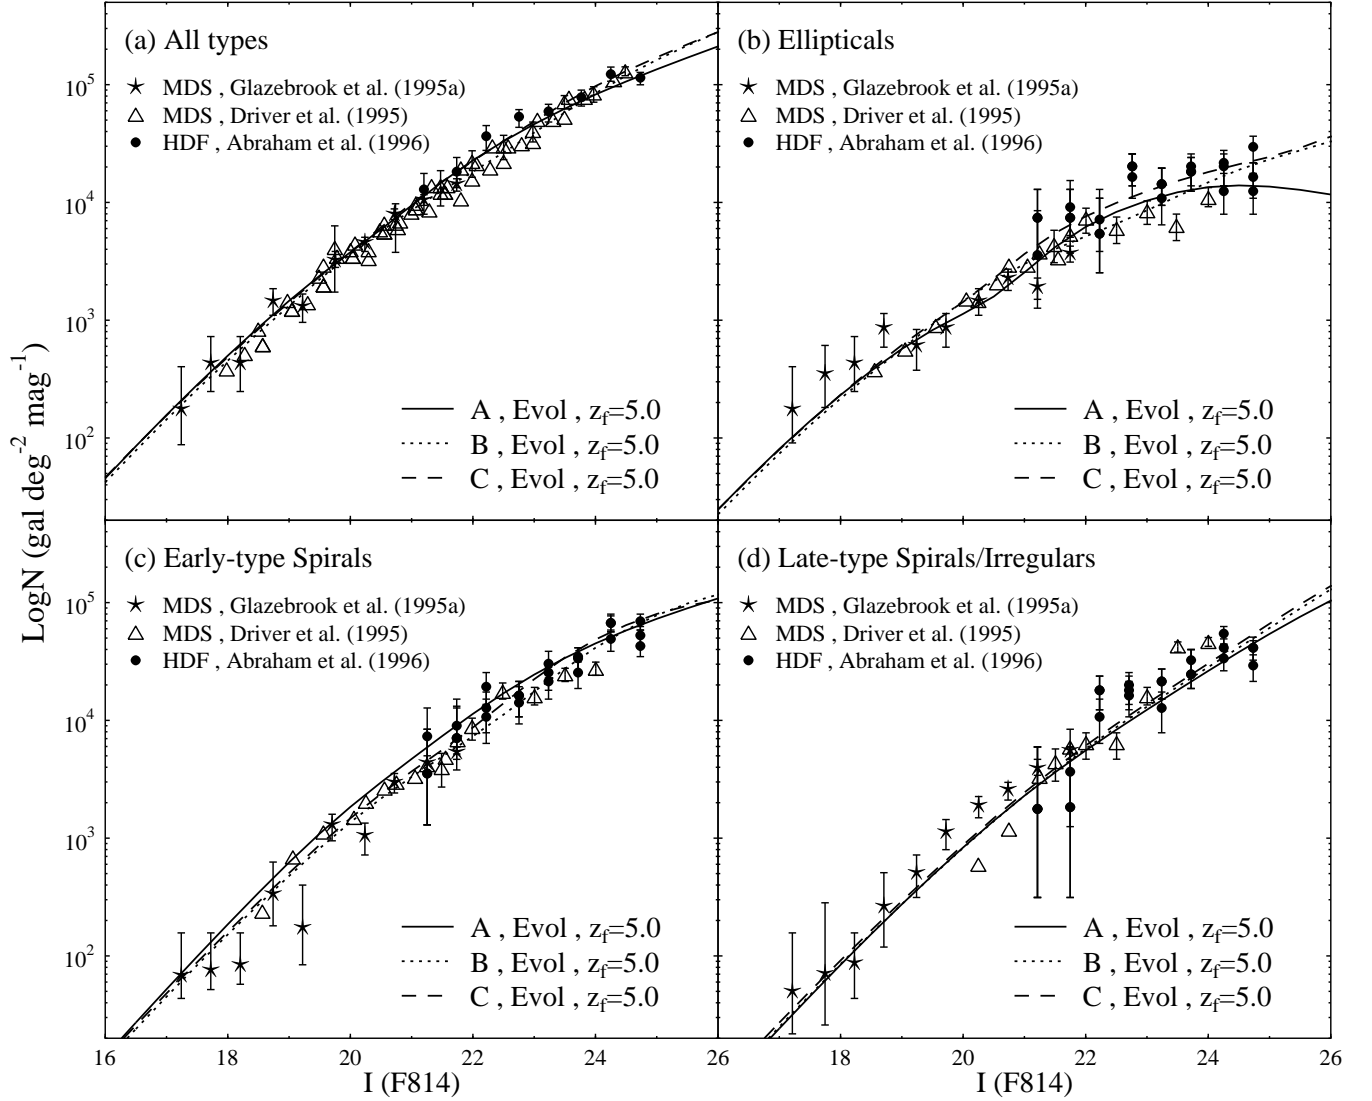 (a) All types
MDS , Glazebrook et al. (1995a)
MDS , Driver et al. (1995)
HDF , Abraham et al. (1996)
A , Evol , z_f=5.0
B , Evol , z_f=5.0
C , Evol , z_f=5.0
(b) Ellipticals
MDS , Glazebrook et al. (1995a)
MDS , Driver et al. (1995)
HDF , Abraham et al. (1996)
A , Evol , z_f=5.0
B , Evol , z_f=5.0
C , Evol , z_f=5.0
10^5
10^4
10^3
10^2
LogN (gal deg^-2 mag^-1)
(c) Early-type Spirals
MDS , Glazebrook et al. (1995a)
MDS , Driver et al. (1995)
HDF , Abraham et al. (1996)
A , Evol , z_f=5.0
B , Evol , z_f=5.0
C , Evol , z_f=5.0
(d) Late-type Spirals/Irregulars
MDS , Glazebrook et al. (1995a)
MDS , Driver et al. (1995)
HDF , Abraham et al. (1996)
A , Evol , z_f=5.0
B , Evol , z_f=5.0
C , Evol , z_f=5.0
10^5
10^4
10^3
10^2
16 18 20 22 24 26 18 20 22 24 26
I (F814) I (F814)